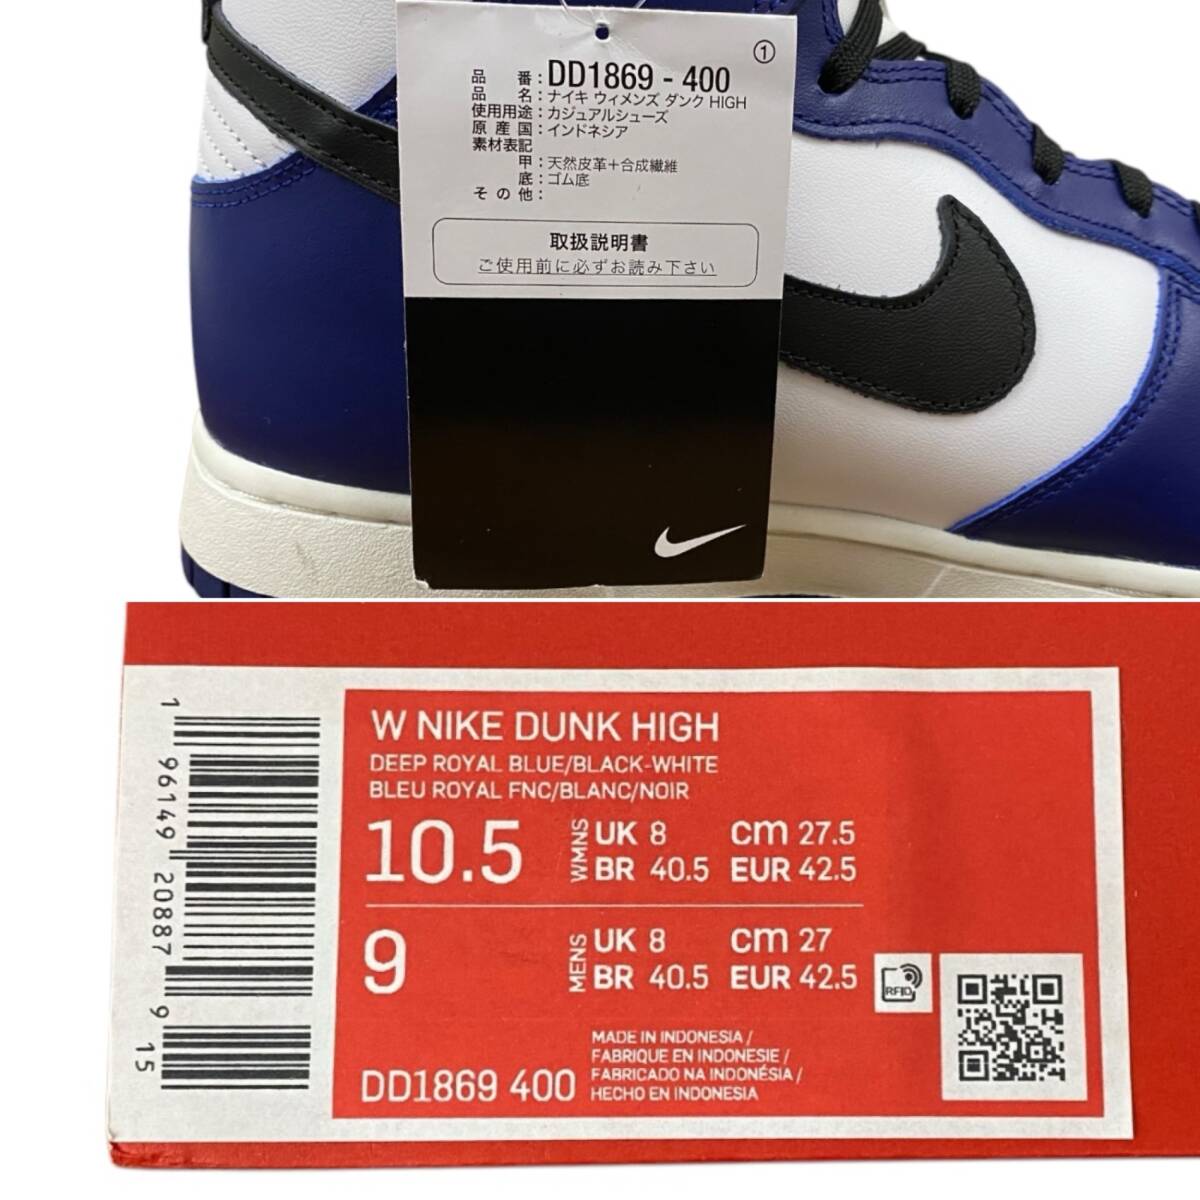 ①
品番：DD1869 - 400
品名：ナイキ ウィメンズ ダンク HIGH
使用用途：カジュアルシューズ
原産国：インドネシア
素材表記
甲：天然皮革＋合成繊維
底：ゴム底
その他：
取扱説明書
ご使用前に必ずお読み下さい
W NIKE DUNK HIGH
DEEP ROYAL BLUE/BLACK-WHITE
BLEU ROYAL FNC/BLANC/NOIR
10.5 WMNS UK 8 cm 27.5
BR 40.5 EUR 42.5
9 MENS UK 8 cm 27
BR 40.5 EUR 42.5
RFID
MADE IN INDONESIA /
FABRIQUE EN INDONESIE /
FABRICADO NA INDONÉSIA /
HECHO EN INDONESIA
DD1869 400
1 96149 20887 9 15